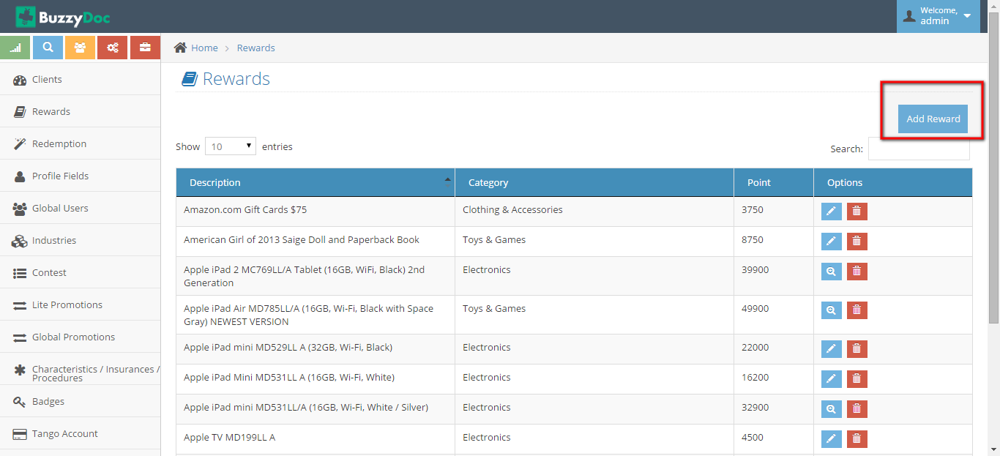 BuzzyDoc
Welcome,
admin
Home
Rewards
Clients
Rewards
Redemption
Profile Fields
Global Users
Industries
Contest
Lite Promotions
Global Promotions
Characteristics / Insurances /
Procedures
Badges
Tango Account
Rewards
Add Reward
Show 10 entries
Search:
Description Category Point Options
Amazon.com Gift Cards $75 Clothing & Accessories 3750
American Girl of 2013 Saige Doll and Paperback Book Toys & Games 8750
Apple iPad 2 MC769LL/A Tablet (16GB, WiFi, Black) 2nd Electronics 39900
Generation
Apple iPad Air MD785LL/A (16GB, Wi-Fi, Black with Space Toys & Games 49900
Gray) NEWEST VERSION
Apple iPad mini MD529LL A (32GB, Wi-Fi, Black) Electronics 22000
Apple iPad Mini MD531LL A (16GB, Wi-Fi, White) Electronics 16200
Apple iPad mini MD531LL/A (16GB, Wi-Fi, White / Silver) Electronics 32900
Apple TV MD199LL A Electronics 4500